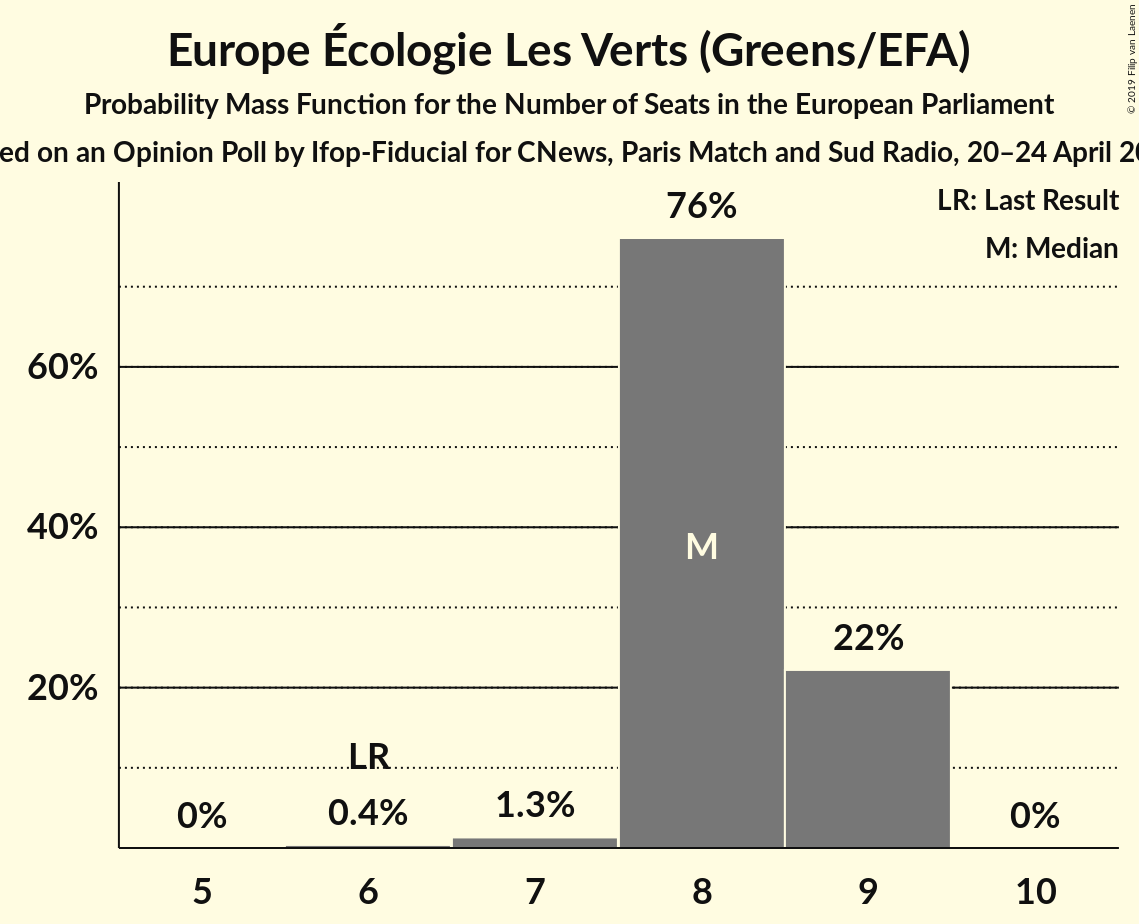 Europe Écologie Les Verts (Greens/EFA)
Probability Mass Function for the Number of Seats in the European Parliament
on an Opinion Poll by Ifop-Fiducial for CNews, Paris Match and Sud Radio, 20–24 April
© 2019 Filip van Laenen
LR: Last Result
M: Median
76%
60%
40%
M
22%
20%
LR
0%
0.4%
1.3%
0%
5 6 7 8 9 10